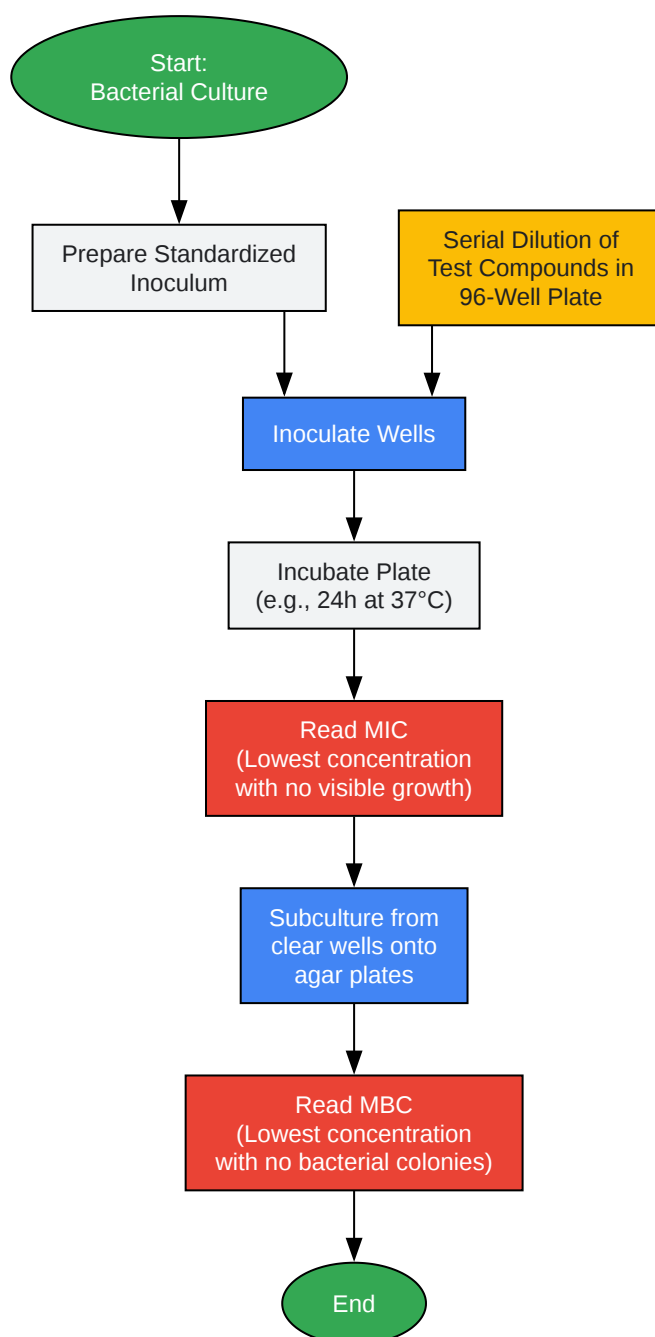 Start:
Bacterial Culture
Prepare Standardized
Inoculum
Serial Dilution of
Test Compounds in
96-Well Plate
Inoculate Wells
Incubate Plate
(e.g., 24h at 37°C)
Read MIC
(Lowest concentration
with no visible growth)
Subculture from
clear wells onto
agar plates
Read MBC
(Lowest concentration
with no bacterial colonies)
End